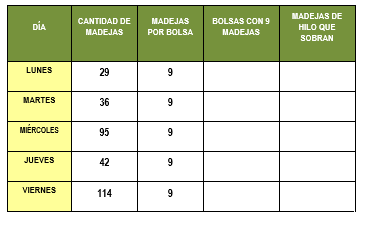 DÍA CANTIDAD DE MADEJAS MADEJAS POR BOLSA BOLSAS CON 9 MADEJAS MADEJAS DE HILO QUE SOBRAN
LUNES 29 9
MARTES 36 9
MIÉRCOLES 95 9
JUEVES 42 9
VIERNES 114 9